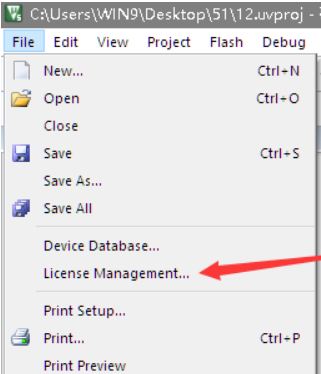 C:\Users\WIN9\Desktop\51\12.uvproj -
File Edit View Project Flash Debug
New... Ctrl+N
Open Ctrl+O
Close
Save Ctrl+S
Save As...
Save All
Device Database...
License Management...
Print Setup...
Print... Ctrl+P
Print Preview